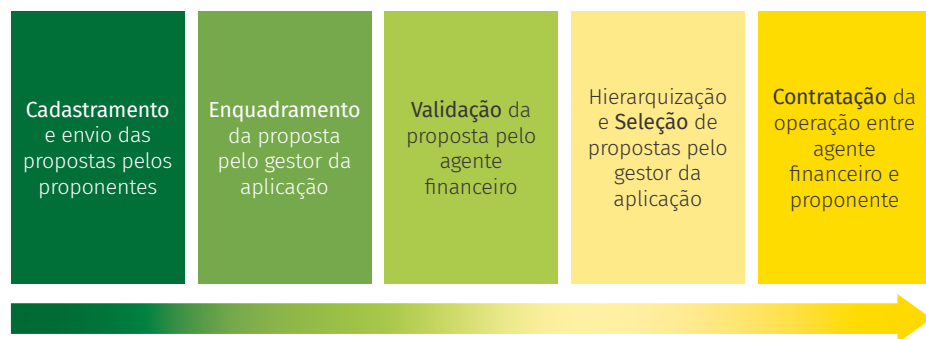 Cadastramento
e envio das
propostas pelos
proponentes
Enquadramento
da proposta
pelo gestor da
aplicação
Validação da
proposta pelo
agente
financeiro
Hierarquização
e Seleção de
propostas pelo
gestor da
aplicação
Contratação da
operação entre
agente
financeiro e
proponente